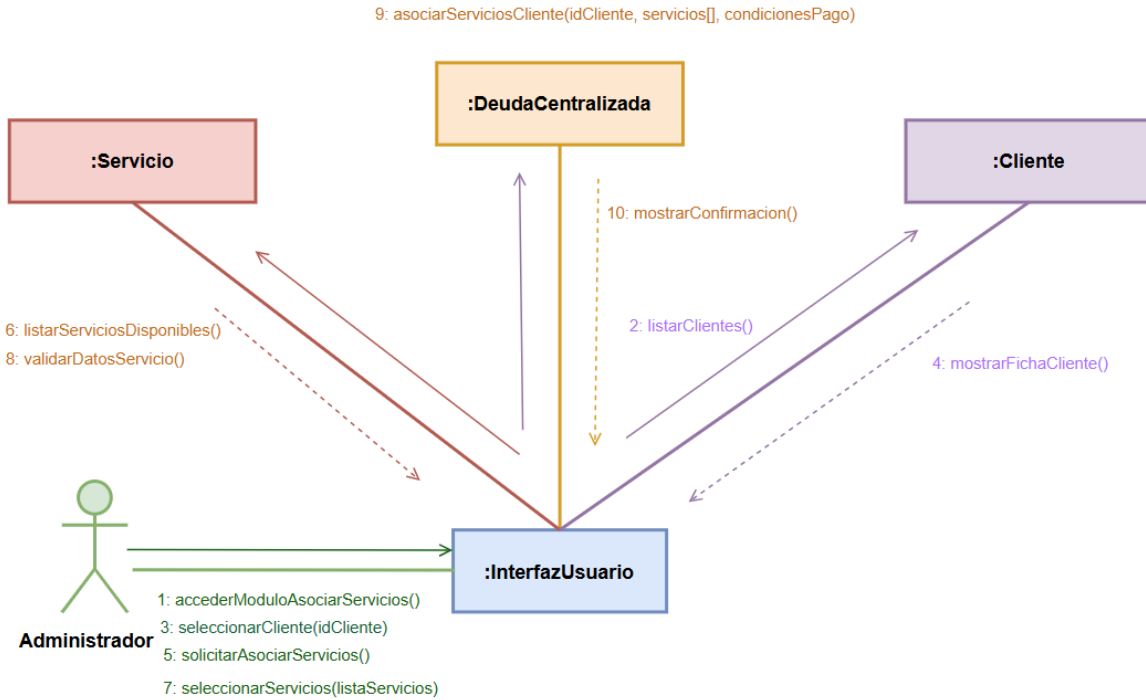 9: asociarServiciosCliente(idCliente, servicios[], condicionesPago)
:DeudaCentralizada
:Servicio
:Cliente
10: mostrarConfirmacion()
2: listarClientes()
6: listarServiciosDisponibles()
8: validarDatosServicio()
4: mostrarFichaCliente()
:InterfazUsuario
1: accederModuloAsociarServicios()
3: seleccionarCliente(idCliente)
Administrador
5: solicitarAsociarServicios()
7: seleccionarServicios(listaServicios)